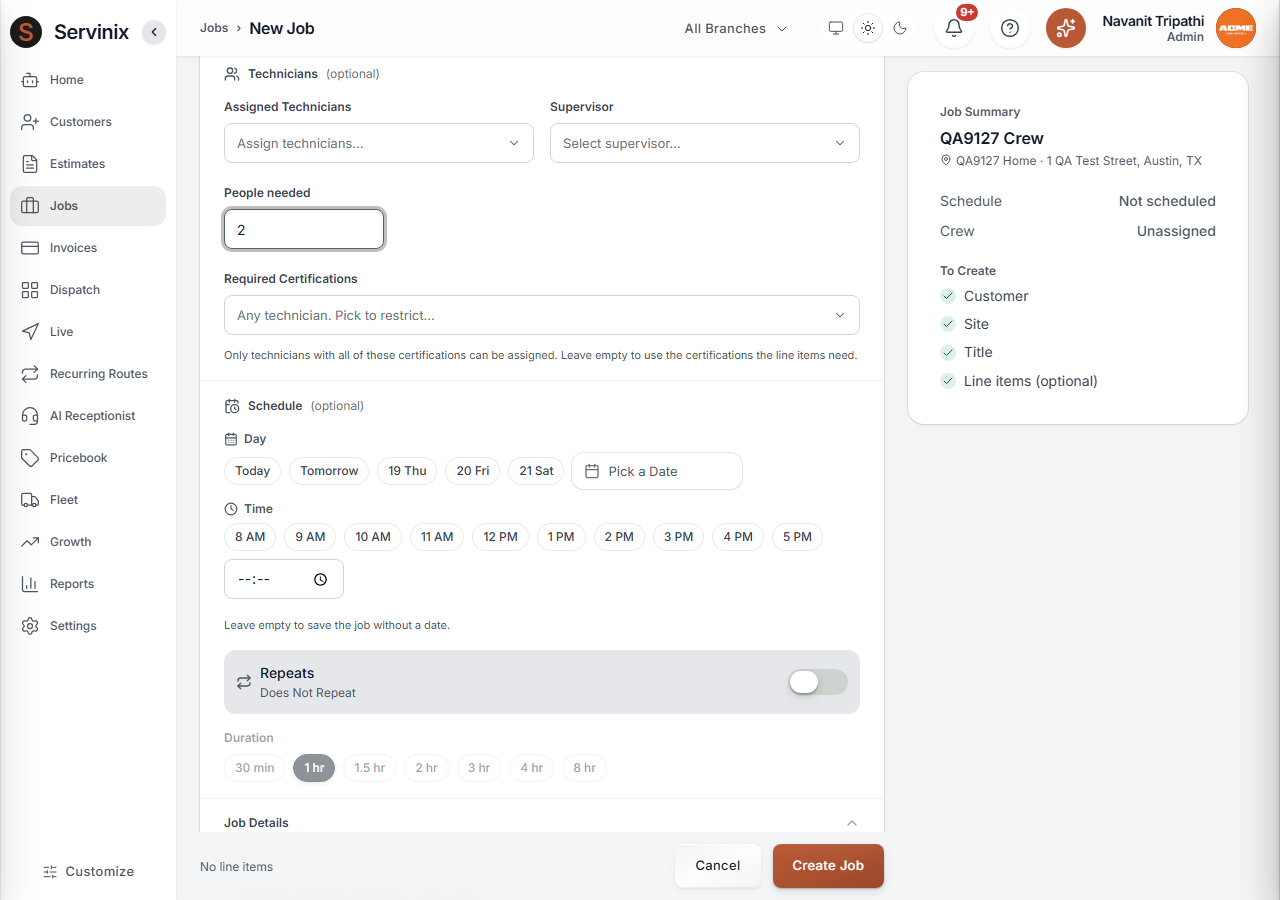 S Servinix
Home
Customers
Estimates
Jobs
Invoices
Dispatch
Live
Recurring Routes
AI Receptionist
Pricebook
Fleet
Growth
Reports
Settings
Customize
Jobs › New Job
All Branches
9+
Navanit Tripathi
Admin
ACME
Technicians (optional)
Assigned Technicians
Assign technicians...
Supervisor
Select supervisor...
People needed
2
Required Certifications
Any technician. Pick to restrict...
Only technicians with all of these certifications can be assigned. Leave empty to use the certifications the line items need.
Schedule (optional)
Day
Today Tomorrow 19 Thu 20 Fri 21 Sat Pick a Date
Time
8 AM 9 AM 10 AM 11 AM 12 PM 1 PM 2 PM 3 PM 4 PM 5 PM
--:--
Leave empty to save the job without a date.
Repeats
Does Not Repeat
Duration
30 min 1 hr 1.5 hr 2 hr 3 hr 4 hr 8 hr
Job Details
No line items
Cancel
Create Job
Job Summary
QA9127 Crew
QA9127 Home · 1 QA Test Street, Austin, TX
Schedule Not scheduled
Crew Unassigned
To Create
Customer
Site
Title
Line items (optional)